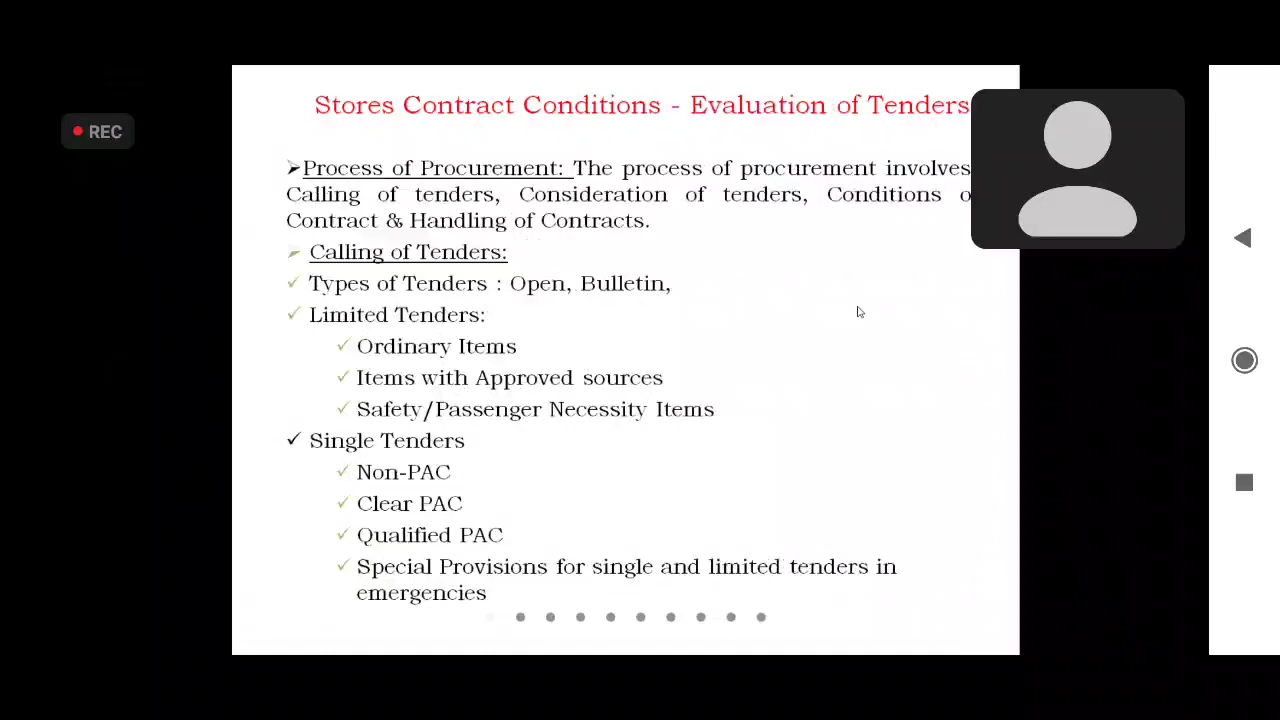 Stores Contract Conditions - Evaluation of Tenders
REC
Process of Procurement: The process of procurement involves
Calling of tenders, Consideration of tenders, Conditions o
Contract & Handling of Contracts.
Calling of Tenders:
Types of Tenders : Open, Bulletin,
Limited Tenders:
Ordinary Items
Items with Approved sources
Safety/Passenger Necessity Items
Single Tenders
Non-PAC
Clear PAC
Qualified PAC
Special Provisions for single and limited tenders in
emergencies